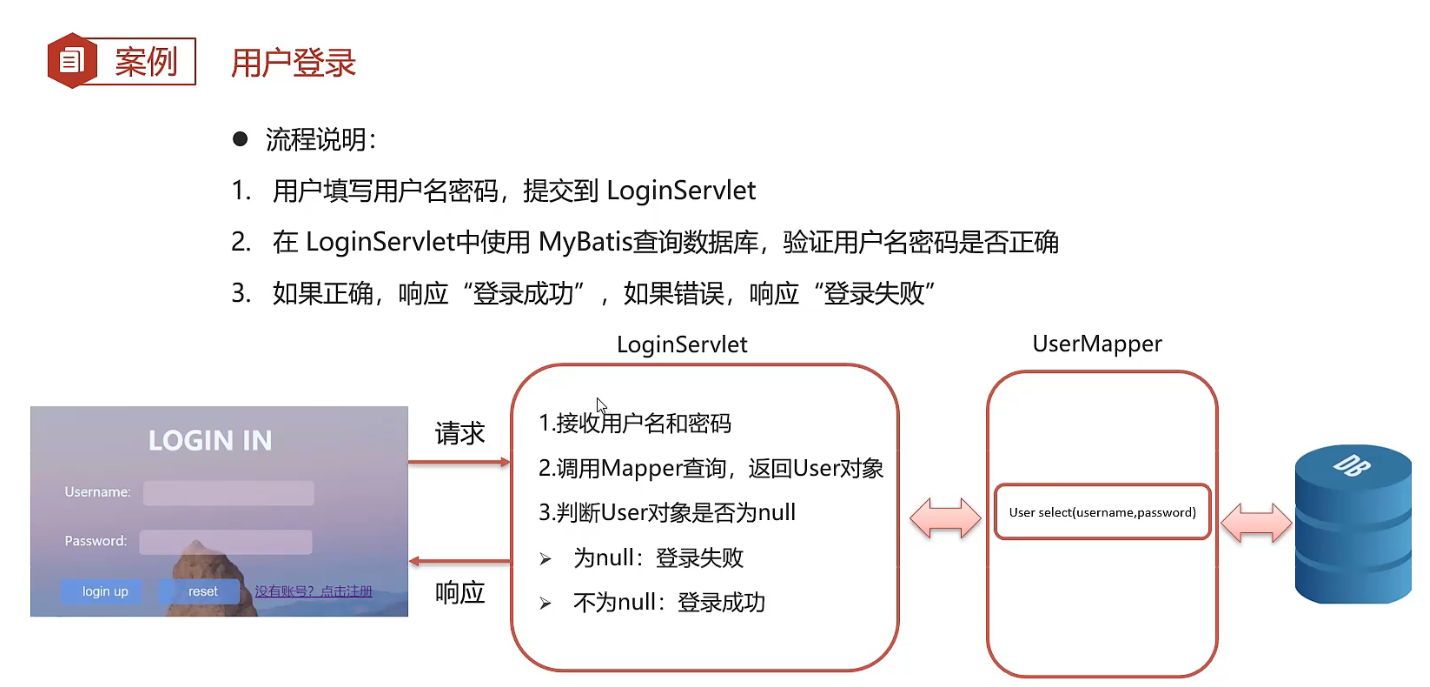 案例
用户登录
● 流程说明：
1. 用户填写用户名密码，提交到 LoginServlet
2. 在 LoginServlet中使用 MyBatis查询数据库，验证用户名密码是否正确
3. 如果正确，响应“登录成功”，如果错误，响应“登录失败”
LOGIN IN
Username:
Password:
login up
reset
没有账号？点击注册
请求
响应
LoginServlet
1.接收用户名和密码
2.调用Mapper查询，返回User对象
3.判断User对象是否为null
➢ 为null：登录失败
➢ 不为null：登录成功
UserMapper
User select(username,password)
DB